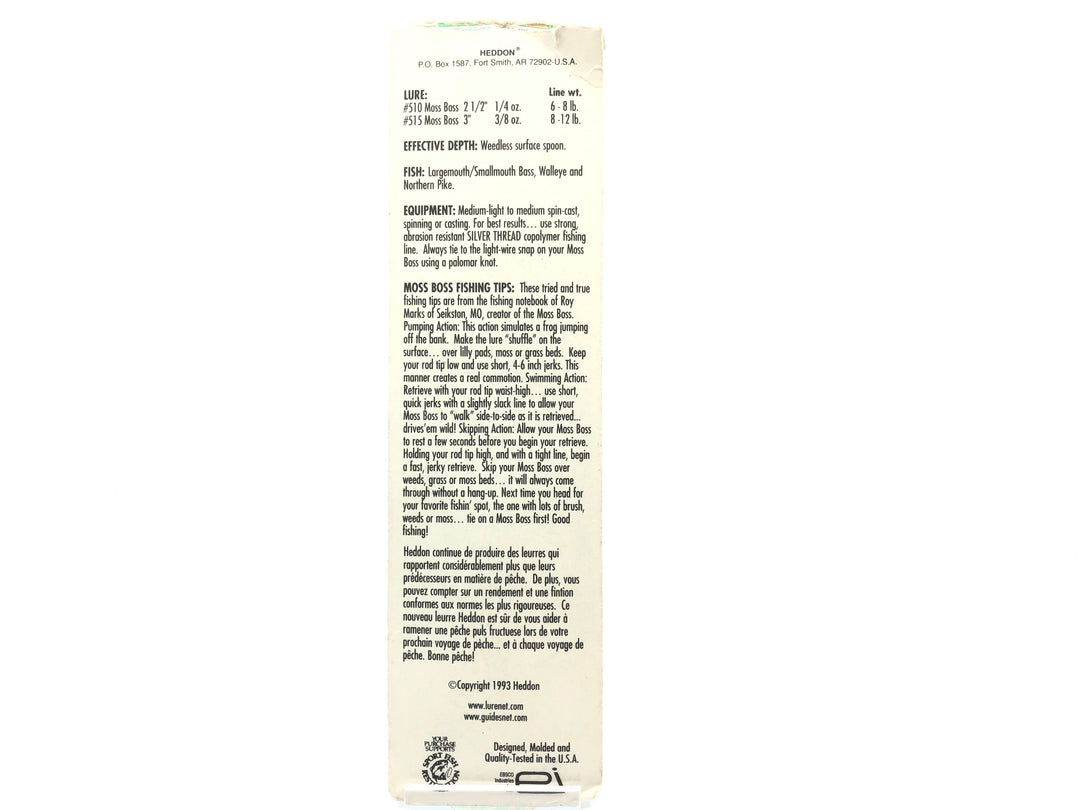 HEDDON®
P.O. Box 1587, Fort Smith, AR 72902-U.S.A.
LURE: Line wt.
#510 Moss Boss 2 1/2" 1/4 oz. 6 - 8 lb.
#515 Moss Boss 3" 3/8 oz. 8 -12 lb.
EFFECTIVE DEPTH: Weedless surface spoon.
FISH: Largemouth/Smallmouth Bass, Walleye and
Northern Pike.
EQUIPMENT: Medium-light to medium spin-cast,
spinning or casting. For best results... use strong,
abrasion resistant SILVER THREAD copolymer fishing
line. Always tie to the light-wire snap on your Moss
Boss using a palomar knot.
MOSS BOSS FISHING TIPS: These tried and true
fishing tips are from the fishing notebook of Roy
Marks of Seikston, MO, creator of the Moss Boss.
Pumping Action: This action simulates a frog jumping
off the bank. Make the lure "shuffle" on the
surface... over lilly pads, moss or grass beds. Keep
your rod tip low and use short, 4-6 inch jerks. This
manner creates a real commotion. Swimming Action:
Retrieve with your rod tip waist-high... use short,
quick jerks with a slightly slack line to allow your
Moss Boss to "walk" side-to-side as it is retrieved...
drives'em wild! Skipping Action: Allow your Moss Boss
to rest a few seconds before you begin your retrieve.
Holding your rod tip high, and with a tight line, begin
a fast, jerky retrieve. Skip your Moss Boss over
weeds, grass or moss beds... it will always come
through without a hang-up. Next time you head for
your favorite fishin' spot, the one with lots of brush,
weeds or moss... tie on a Moss Boss first! Good
fishing!
Heddon continue de produire des leurres qui
rapportent considérablement plus que leurs
prédécesseurs en matière de pêche. De plus, vous
pouvez compter sur un rendement et une fintion
conformes aux normes les plus rigoureuses. Ce
nouveau leurre Heddon est sûr de vous aider à
ramener une pêche puls fructuese lors de votre
prochain voyage de pêche... et à chaque voyage de
pêche. Bonne pêche!
©Copyright 1993 Heddon
www.lurenet.com
www.guidesnet.com
YOUR
PURCHASE
SUPPORTS
SPORT FISH
RESTORATION
Designed, Molded and
Quality-Tested in the U.S.A.
EBSCO
Industries